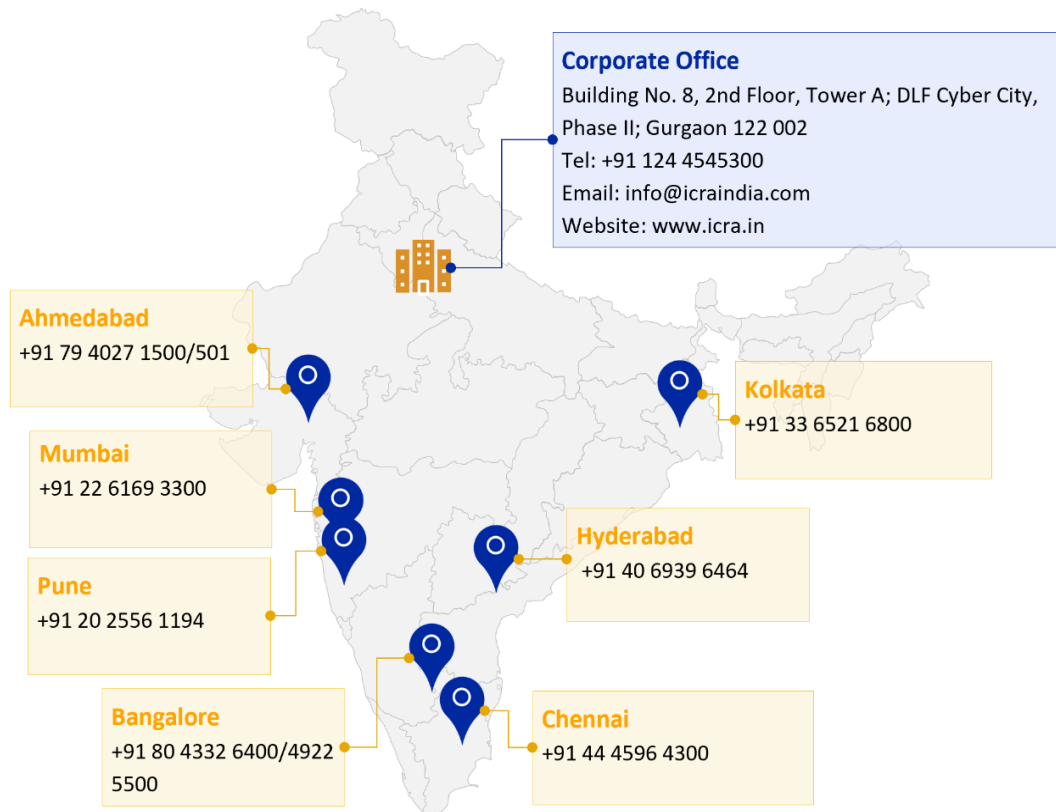 Corporate Office
Building No. 8, 2nd Floor, Tower A; DLF Cyber City,
Phase II; Gurgaon 122 002
Tel: +91 124 4545300
Email: info@icraindia.com
Website: www.icra.in
Ahmedabad
+91 79 4027 1500/501
Kolkata
+91 33 6521 6800
Mumbai
+91 22 6169 3300
Hyderabad
+91 40 6939 6464
Pune
+91 20 2556 1194
Bangalore
+91 80 4332 6400/4922
5500
Chennai
+91 44 4596 4300